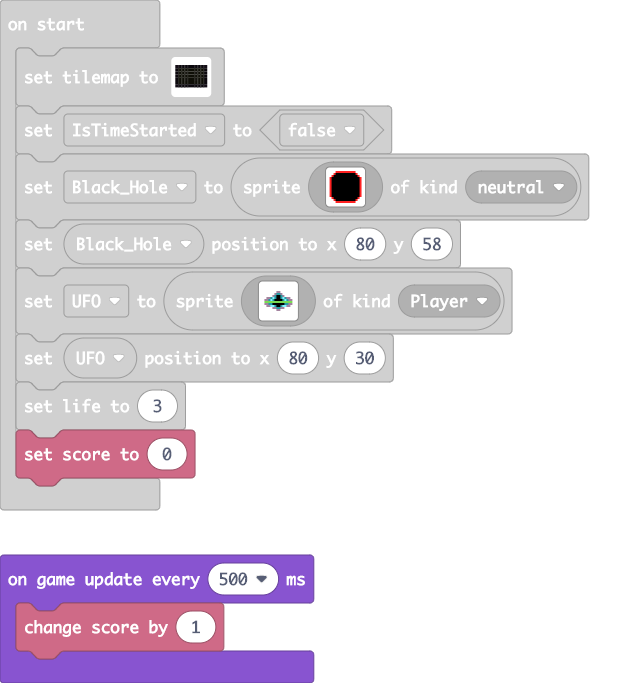 on start
set tilemap to
set IsTimeStarted to false
set Black_Hole to sprite of kind neutral
set Black_Hole position to x 80 y 58
set UFO to sprite of kind Player
set UFO position to x 80 y 30
set life to 3
set score to 0
on game update every 500 ms
change score by 1